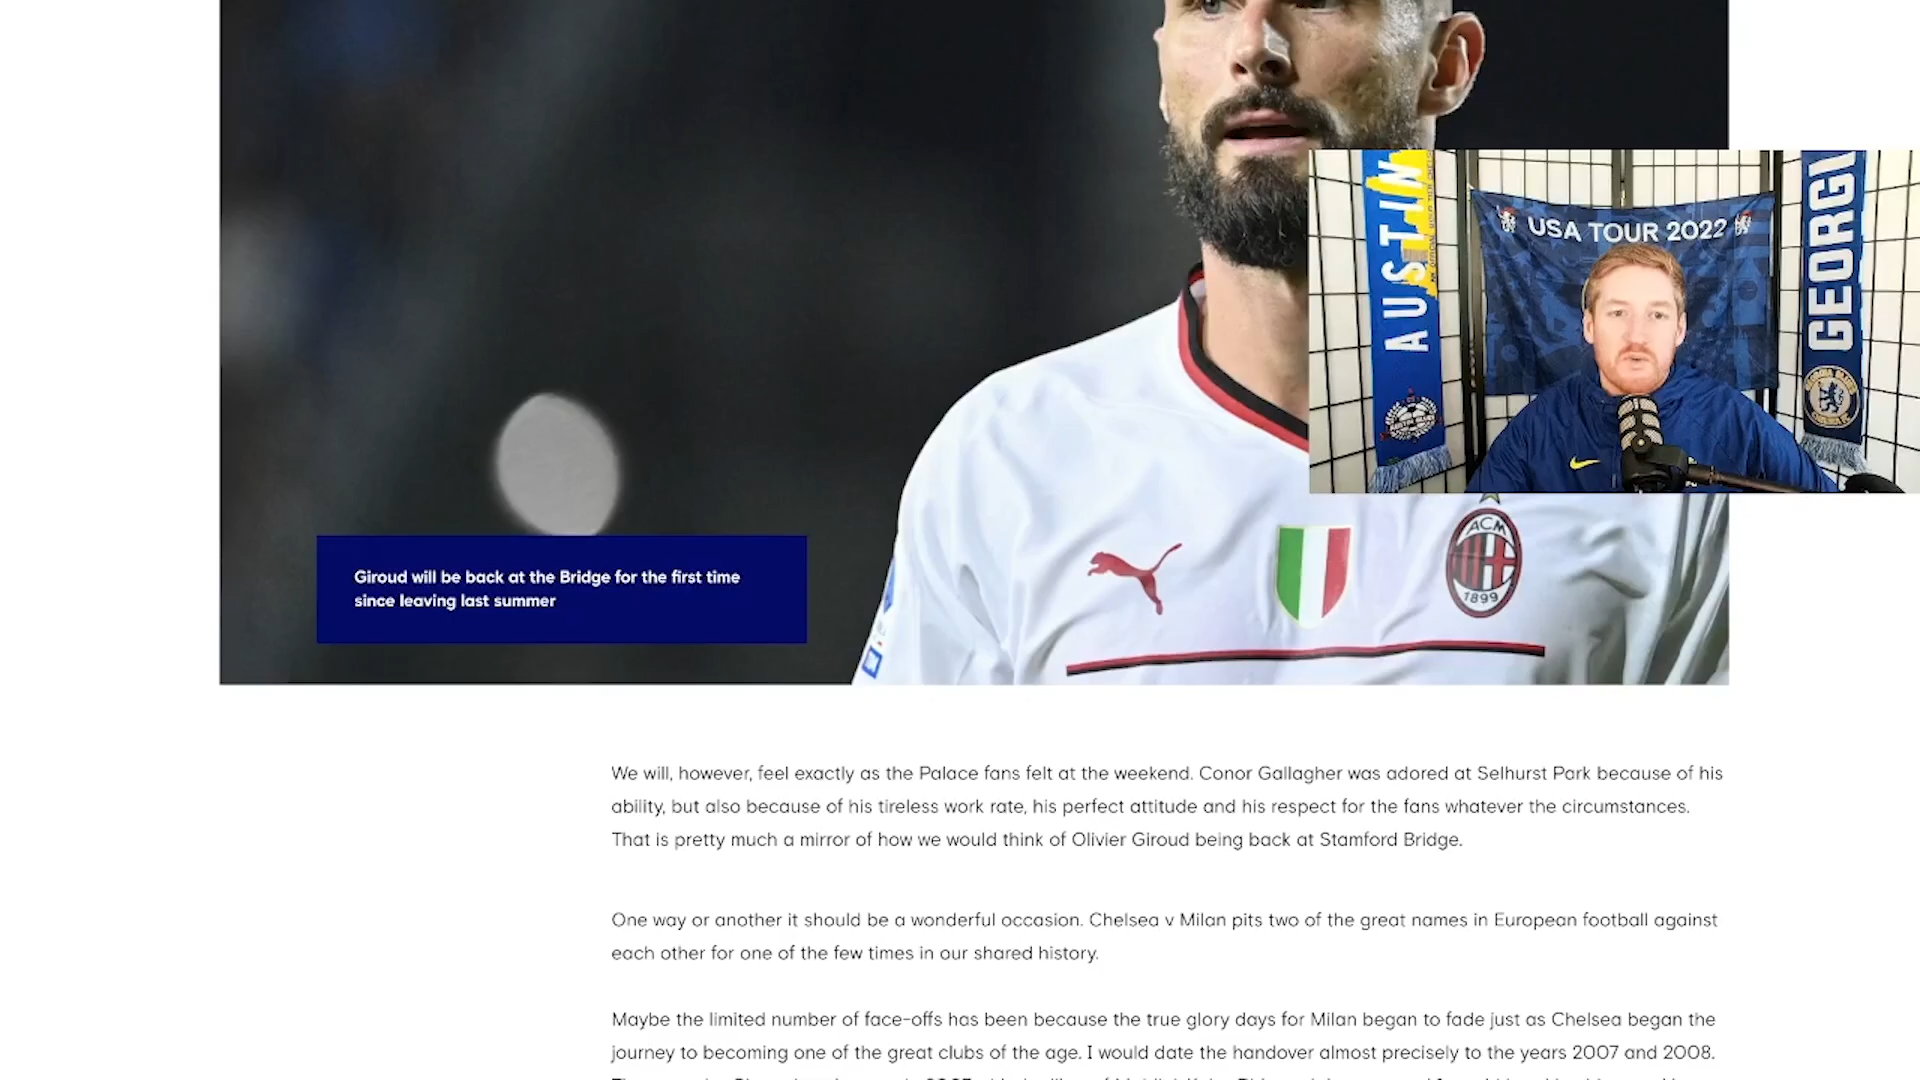 AUSTIN
USA TOUR 2022
GEORGI
Giroud will be back at the Bridge for the first time
since leaving last summer
ACM
1899
We will, however, feel exactly as the Palace fans felt at the weekend. Conor Gallagher was adored at Selhurst Park because of his
ability, but also because of his tireless work rate, his perfect attitude and his respect for the fans whatever the circumstances.
That is pretty much a mirror of how we would think of Olivier Giroud being back at Stamford Bridge.
One way or another it should be a wonderful occasion. Chelsea v Milan pits two of the great names in European football against
each other for one of the few times in our shared history.
Maybe the limited number of face-offs has been because the true glory days for Milan began to fade just as Chelsea began the
journey to becoming one of the great clubs of the age. I would date the handover almost precisely to the years 2007 and 2008.